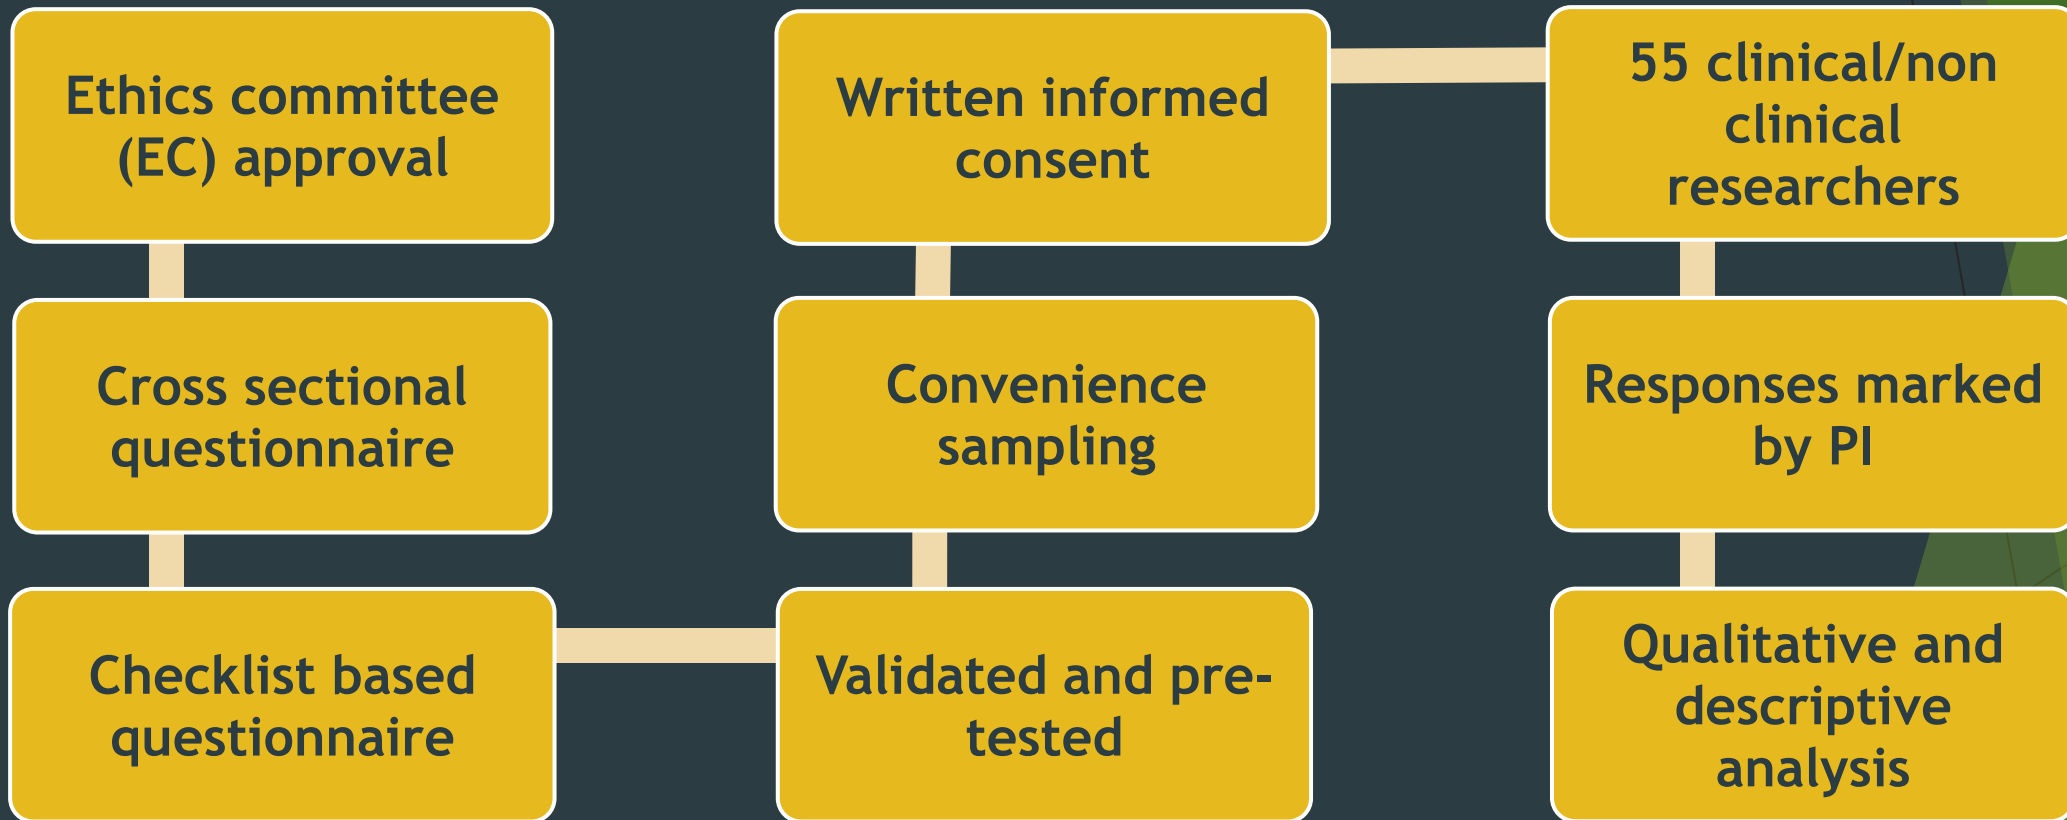 Ethics committee
(EC) approval
Cross sectional
questionnaire
Checklist based
questionnaire
Validated and pre-
tested
Convenience
sampling
Written informed
consent
55 clinical/non
clinical
researchers
Responses marked
by PI
Qualitative and
descriptive
analysis